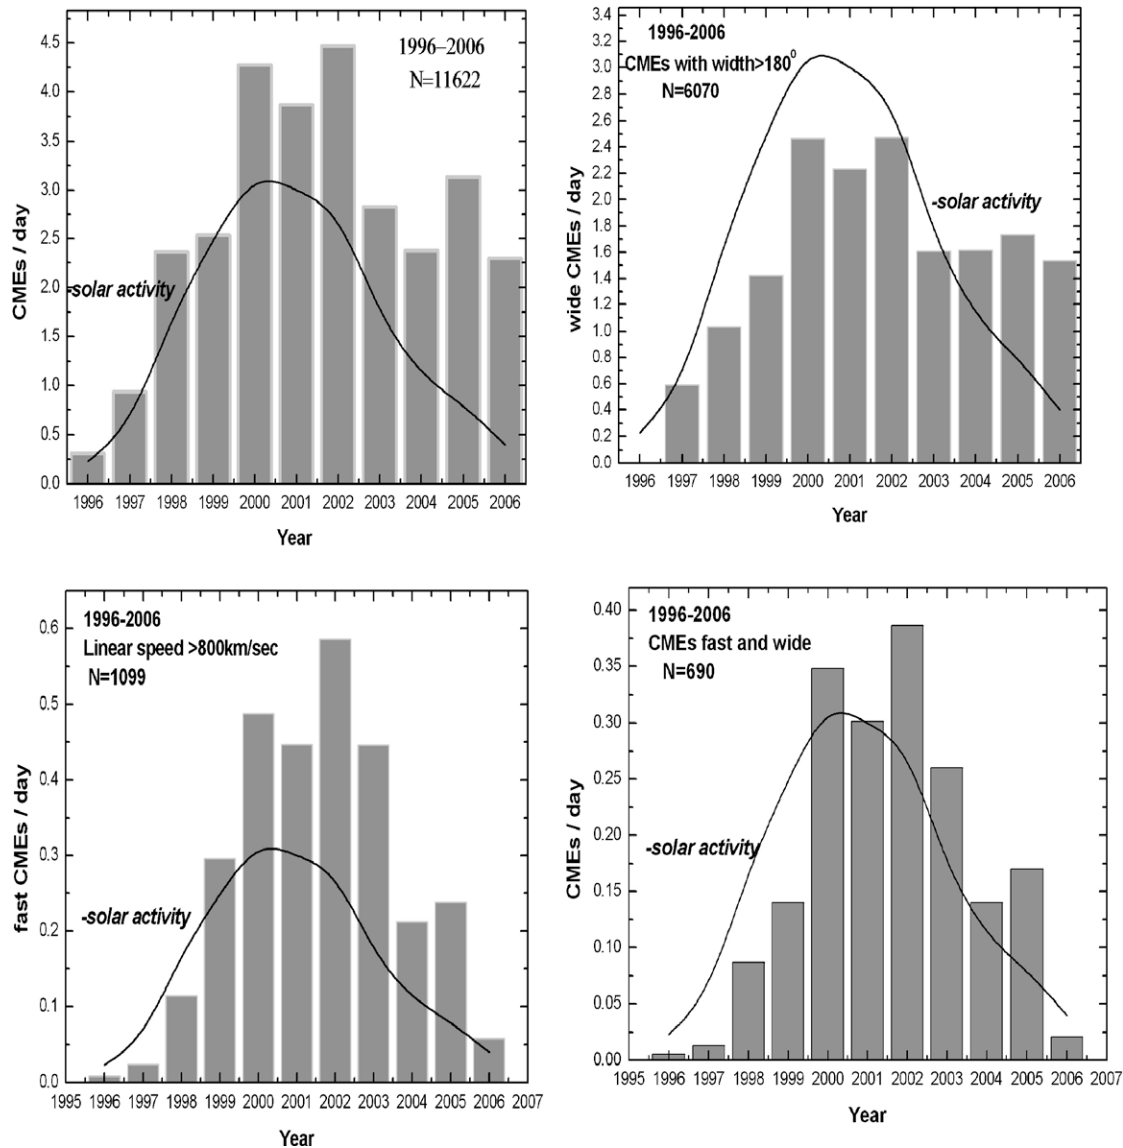 1996–2006
N=11622
-solar activity
CMEs / day
4.5
4.0
3.5
3.0
2.5
2.0
1.5
1.0
0.5
0.0
1996 1997 1998 1999 2000 2001 2002 2003 2004 2005 2006
Year
1996-2006
CMEs with width>180⁰
N=6070
-solar activity
wide CMEs / day
3.4
3.2
3.0
2.8
2.6
2.4
2.2
2.0
1.8
1.6
1.4
1.2
1.0
0.8
0.6
0.4
0.2
0.0
1996 1997 1998 1999 2000 2001 2002 2003 2004 2005 2006
Year
1996-2006
Linear speed >800km/sec
N=1099
-solar activity
fast CMEs / day
0.6
0.5
0.4
0.3
0.2
0.1
0.0
1995 1996 1997 1998 1999 2000 2001 2002 2003 2004 2005 2006 2007
Year
1996-2006
CMEs fast and wide
N=690
-solar activity
CMEs / day
0.40
0.35
0.30
0.25
0.20
0.15
0.10
0.05
0.00
1995 1996 1997 1998 1999 2000 2001 2002 2003 2004 2005 2006 2007
Year